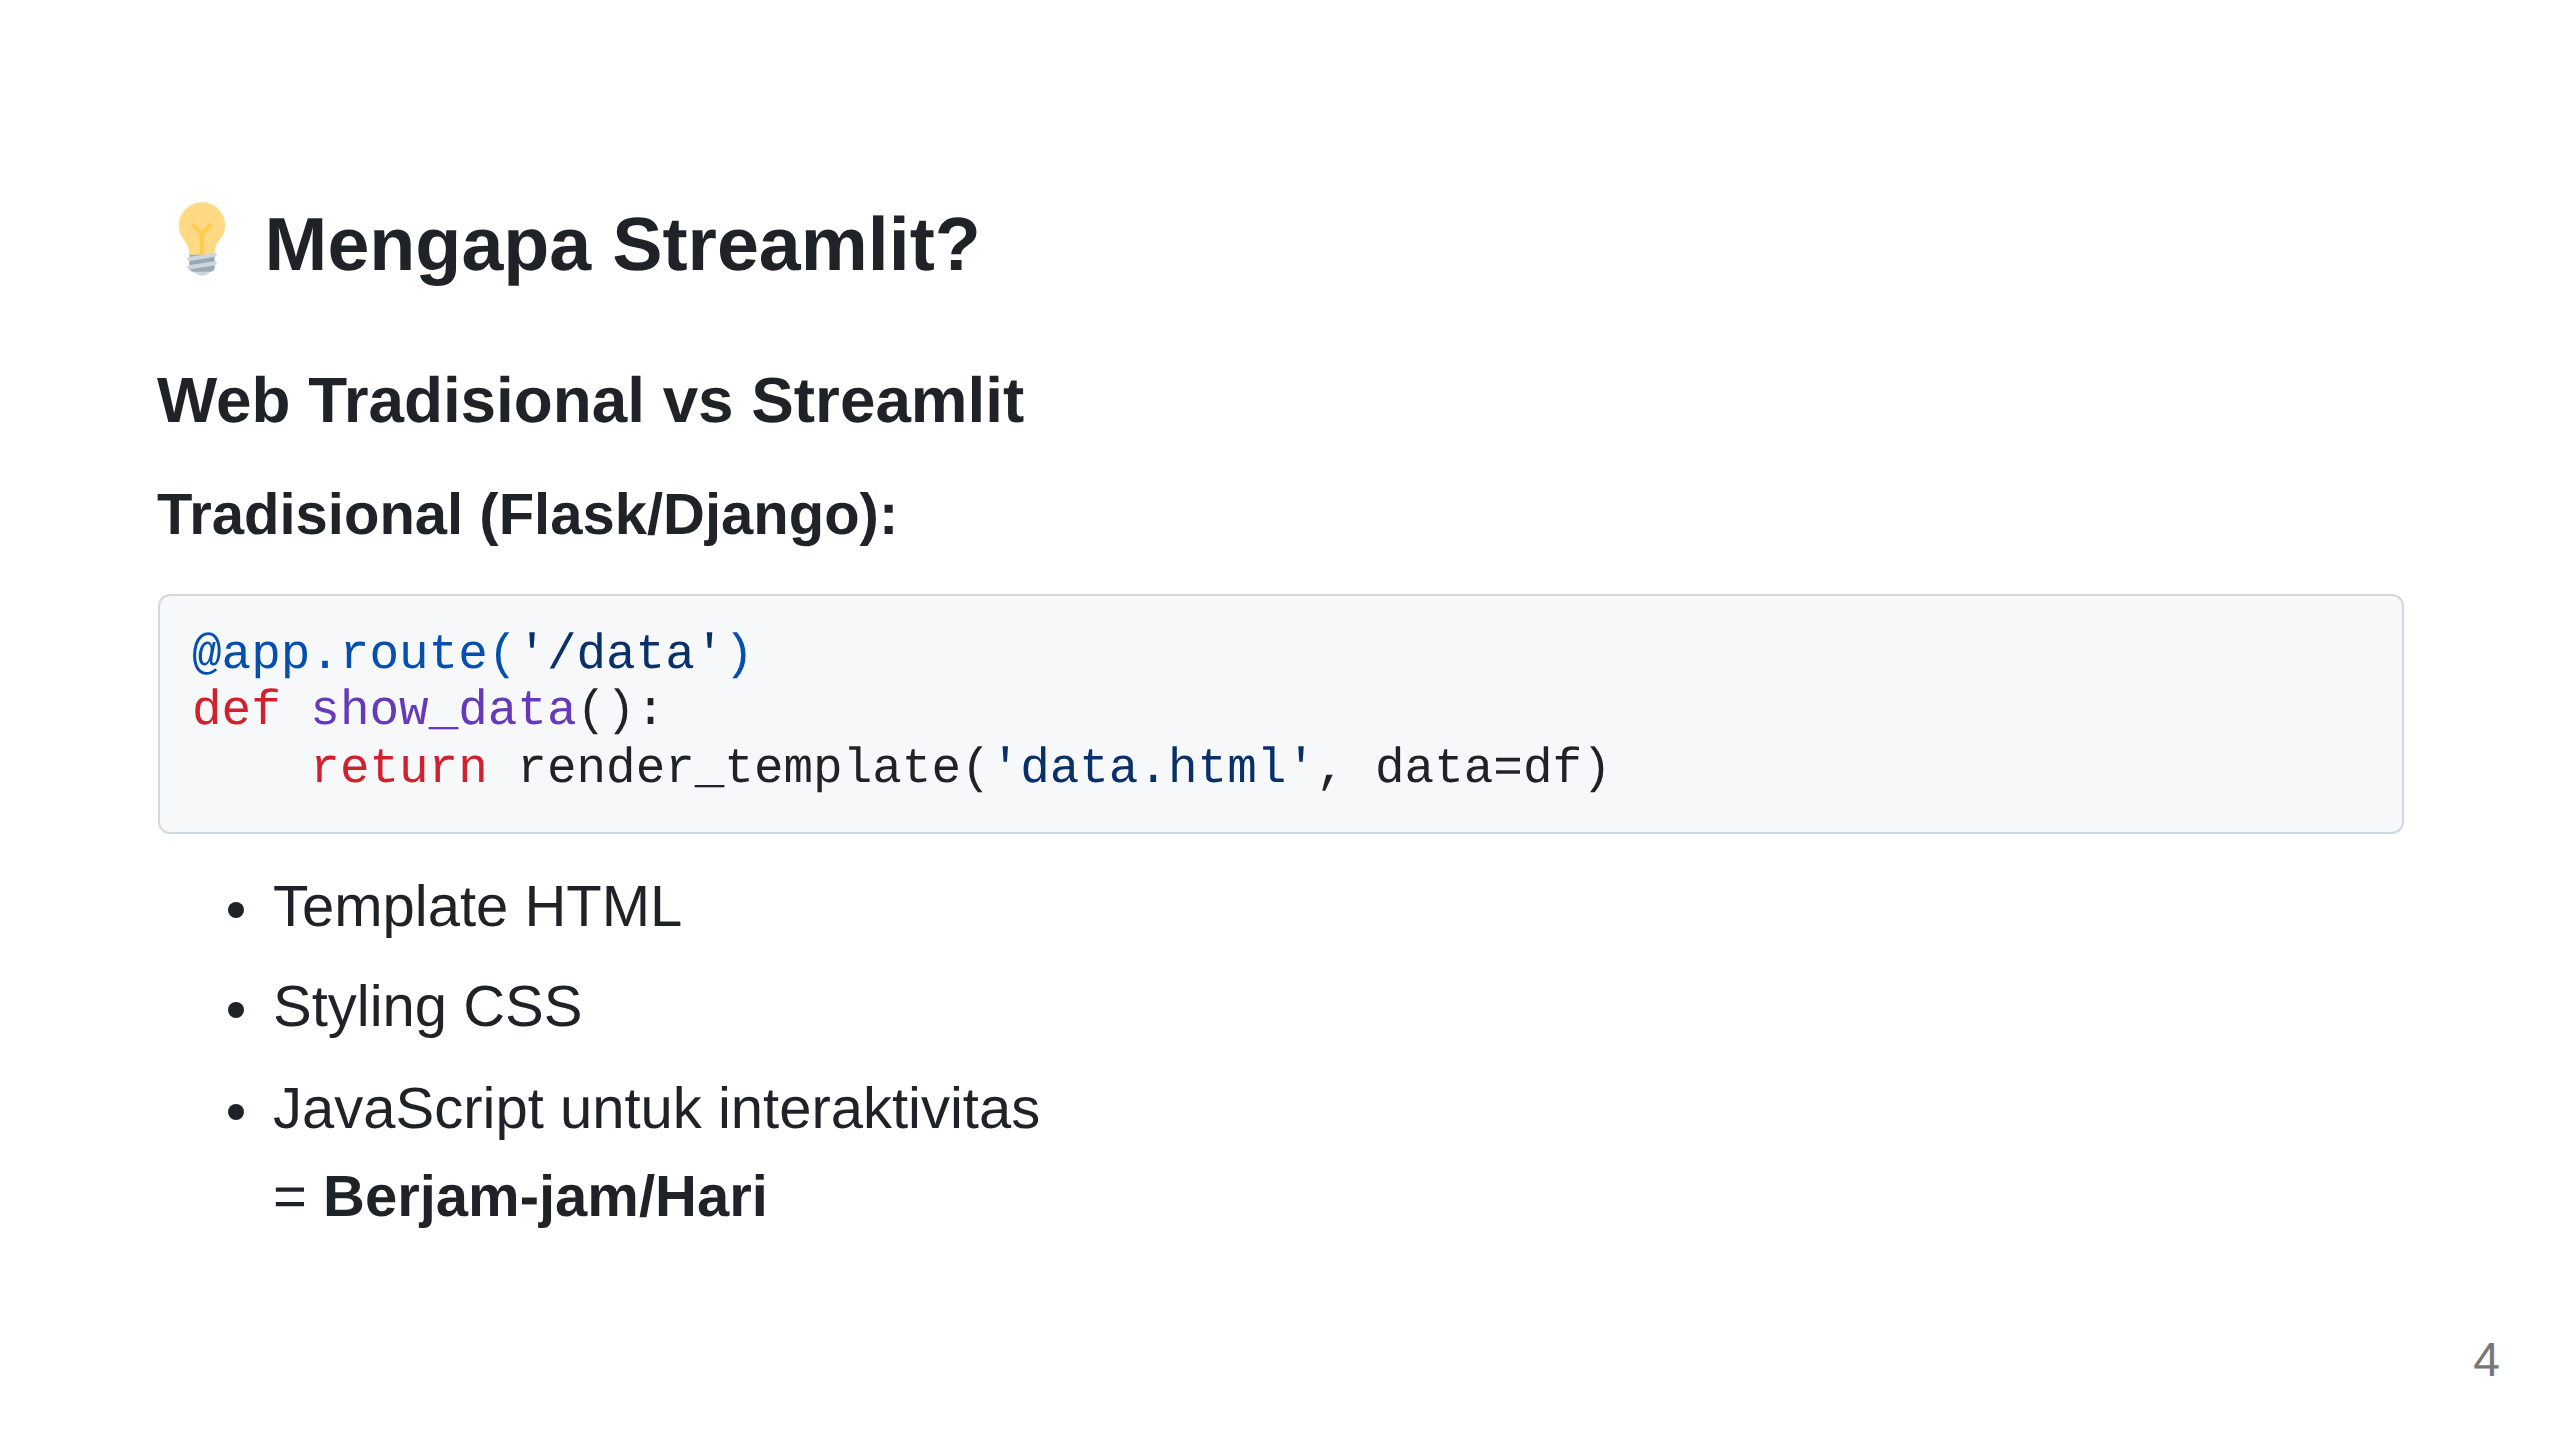 💡 Mengapa Streamlit?
Web Tradisional vs Streamlit
Tradisional (Flask/Django):
@app.route('/data')
def show_data():
    return render_template('data.html', data=df)
• Template HTML
• Styling CSS
• JavaScript untuk interaktivitas
= Berjam-jam/Hari
4